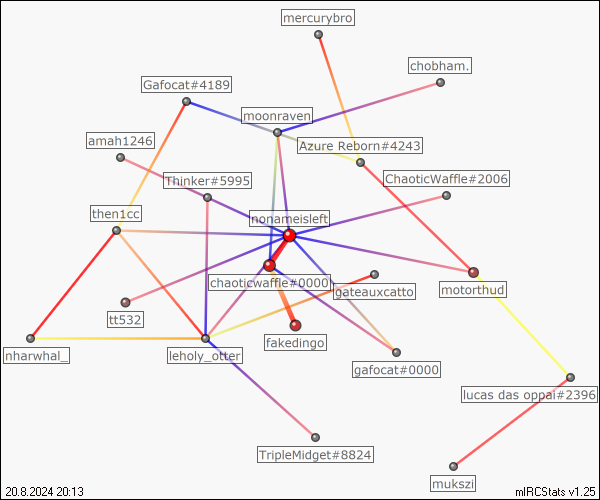 mercurybro
chobham.
Gafocat#4189
moonraven
amah1246
Azure Reborn#4243
Thinker#5995
ChaoticWaffle#2006
then1cc
nonameisleft
chaoticwaffle#0000
gateauxcatto
motorthud
tt532
fakedingo
nharwhal_
leholy_otter
gafocat#0000
lucas das oppai#2396
TripleMidget#8824
mukszi
20.8.2024 20:13
mIRCStats v1.25